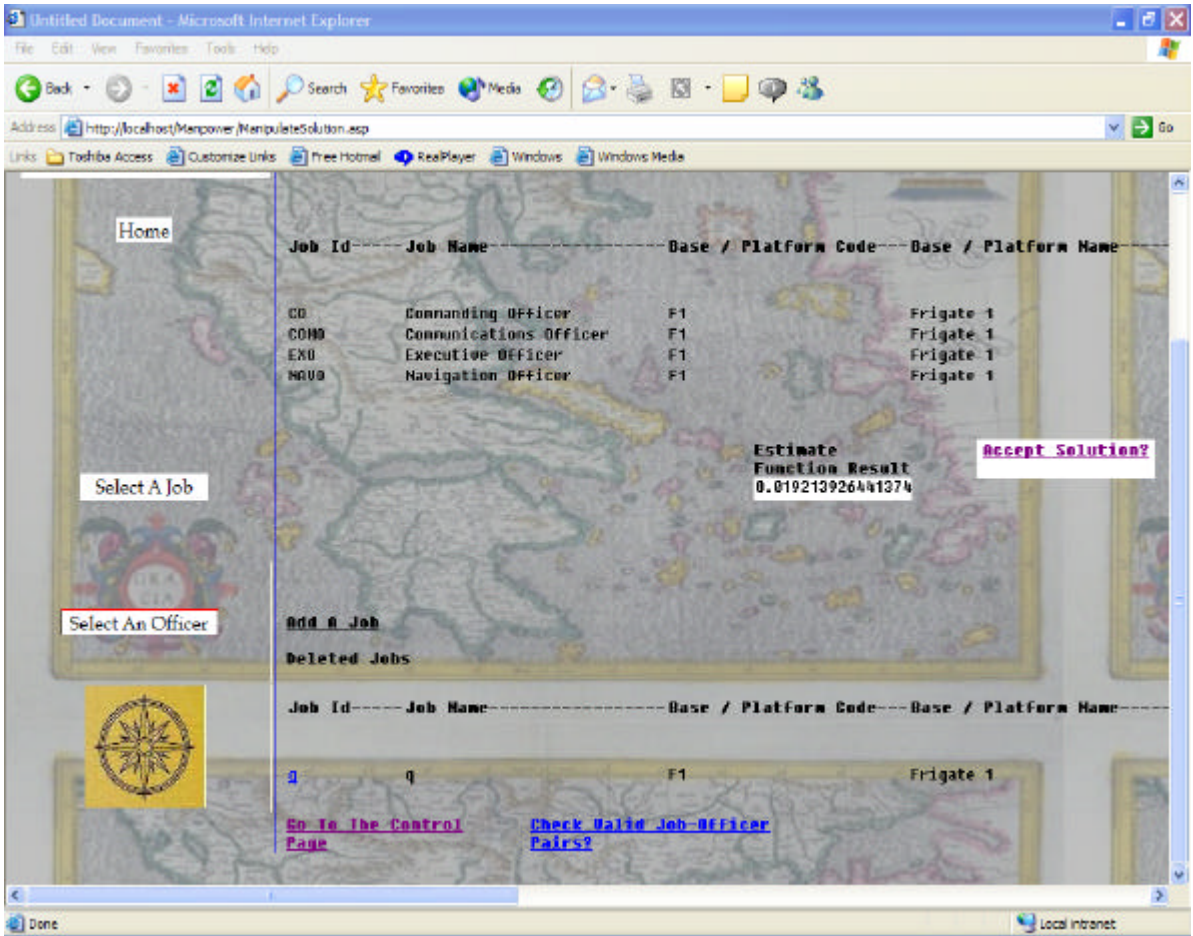 Untitled Document - Microsoft Internet Explorer
File Edit View Favorites Tools Help
Back Search Favorites Media
Address http://localhost/Manpower/ManipulateSolution.asp Go
Links Toshiba Access Customize Links Free Hotmail RealPlayer Windows Windows Media
Home
Job Id-----Job Name-----------------Base / Platform Code---Base / Platform Name-----
CO Commanding Officer F1 Frigate 1
COMO Communications Officer F1 Frigate 1
EXO Executive Officer F1 Frigate 1
NAVO Navigation Officer F1 Frigate 1
Estimate
Function Result
0.019213926441374
Accept Solution?
Select A Job
Select An Officer
Add A Job
Deleted Jobs
Job Id-----Job Name-----------------Base / Platform Code---Base / Platform Name-----
q q F1 Frigate 1
Go To The Control
Page
Check Valid Job-Officer
Pairs?
Done Local intranet